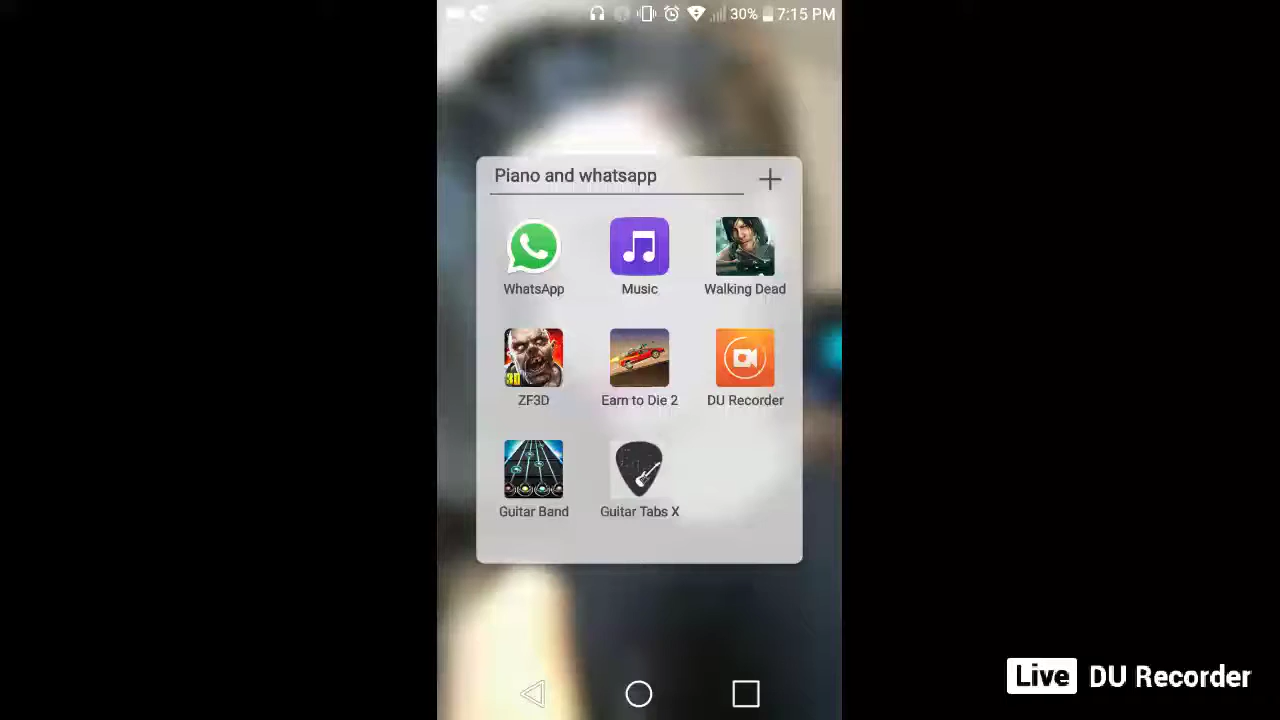 30% 7:15 PM
Piano and whatsapp
WhatsApp
Music
Walking Dead
3D
ZF3D
Earn to Die 2
DU Recorder
Guitar Band
Guitar Tabs X
Live DU Recorder